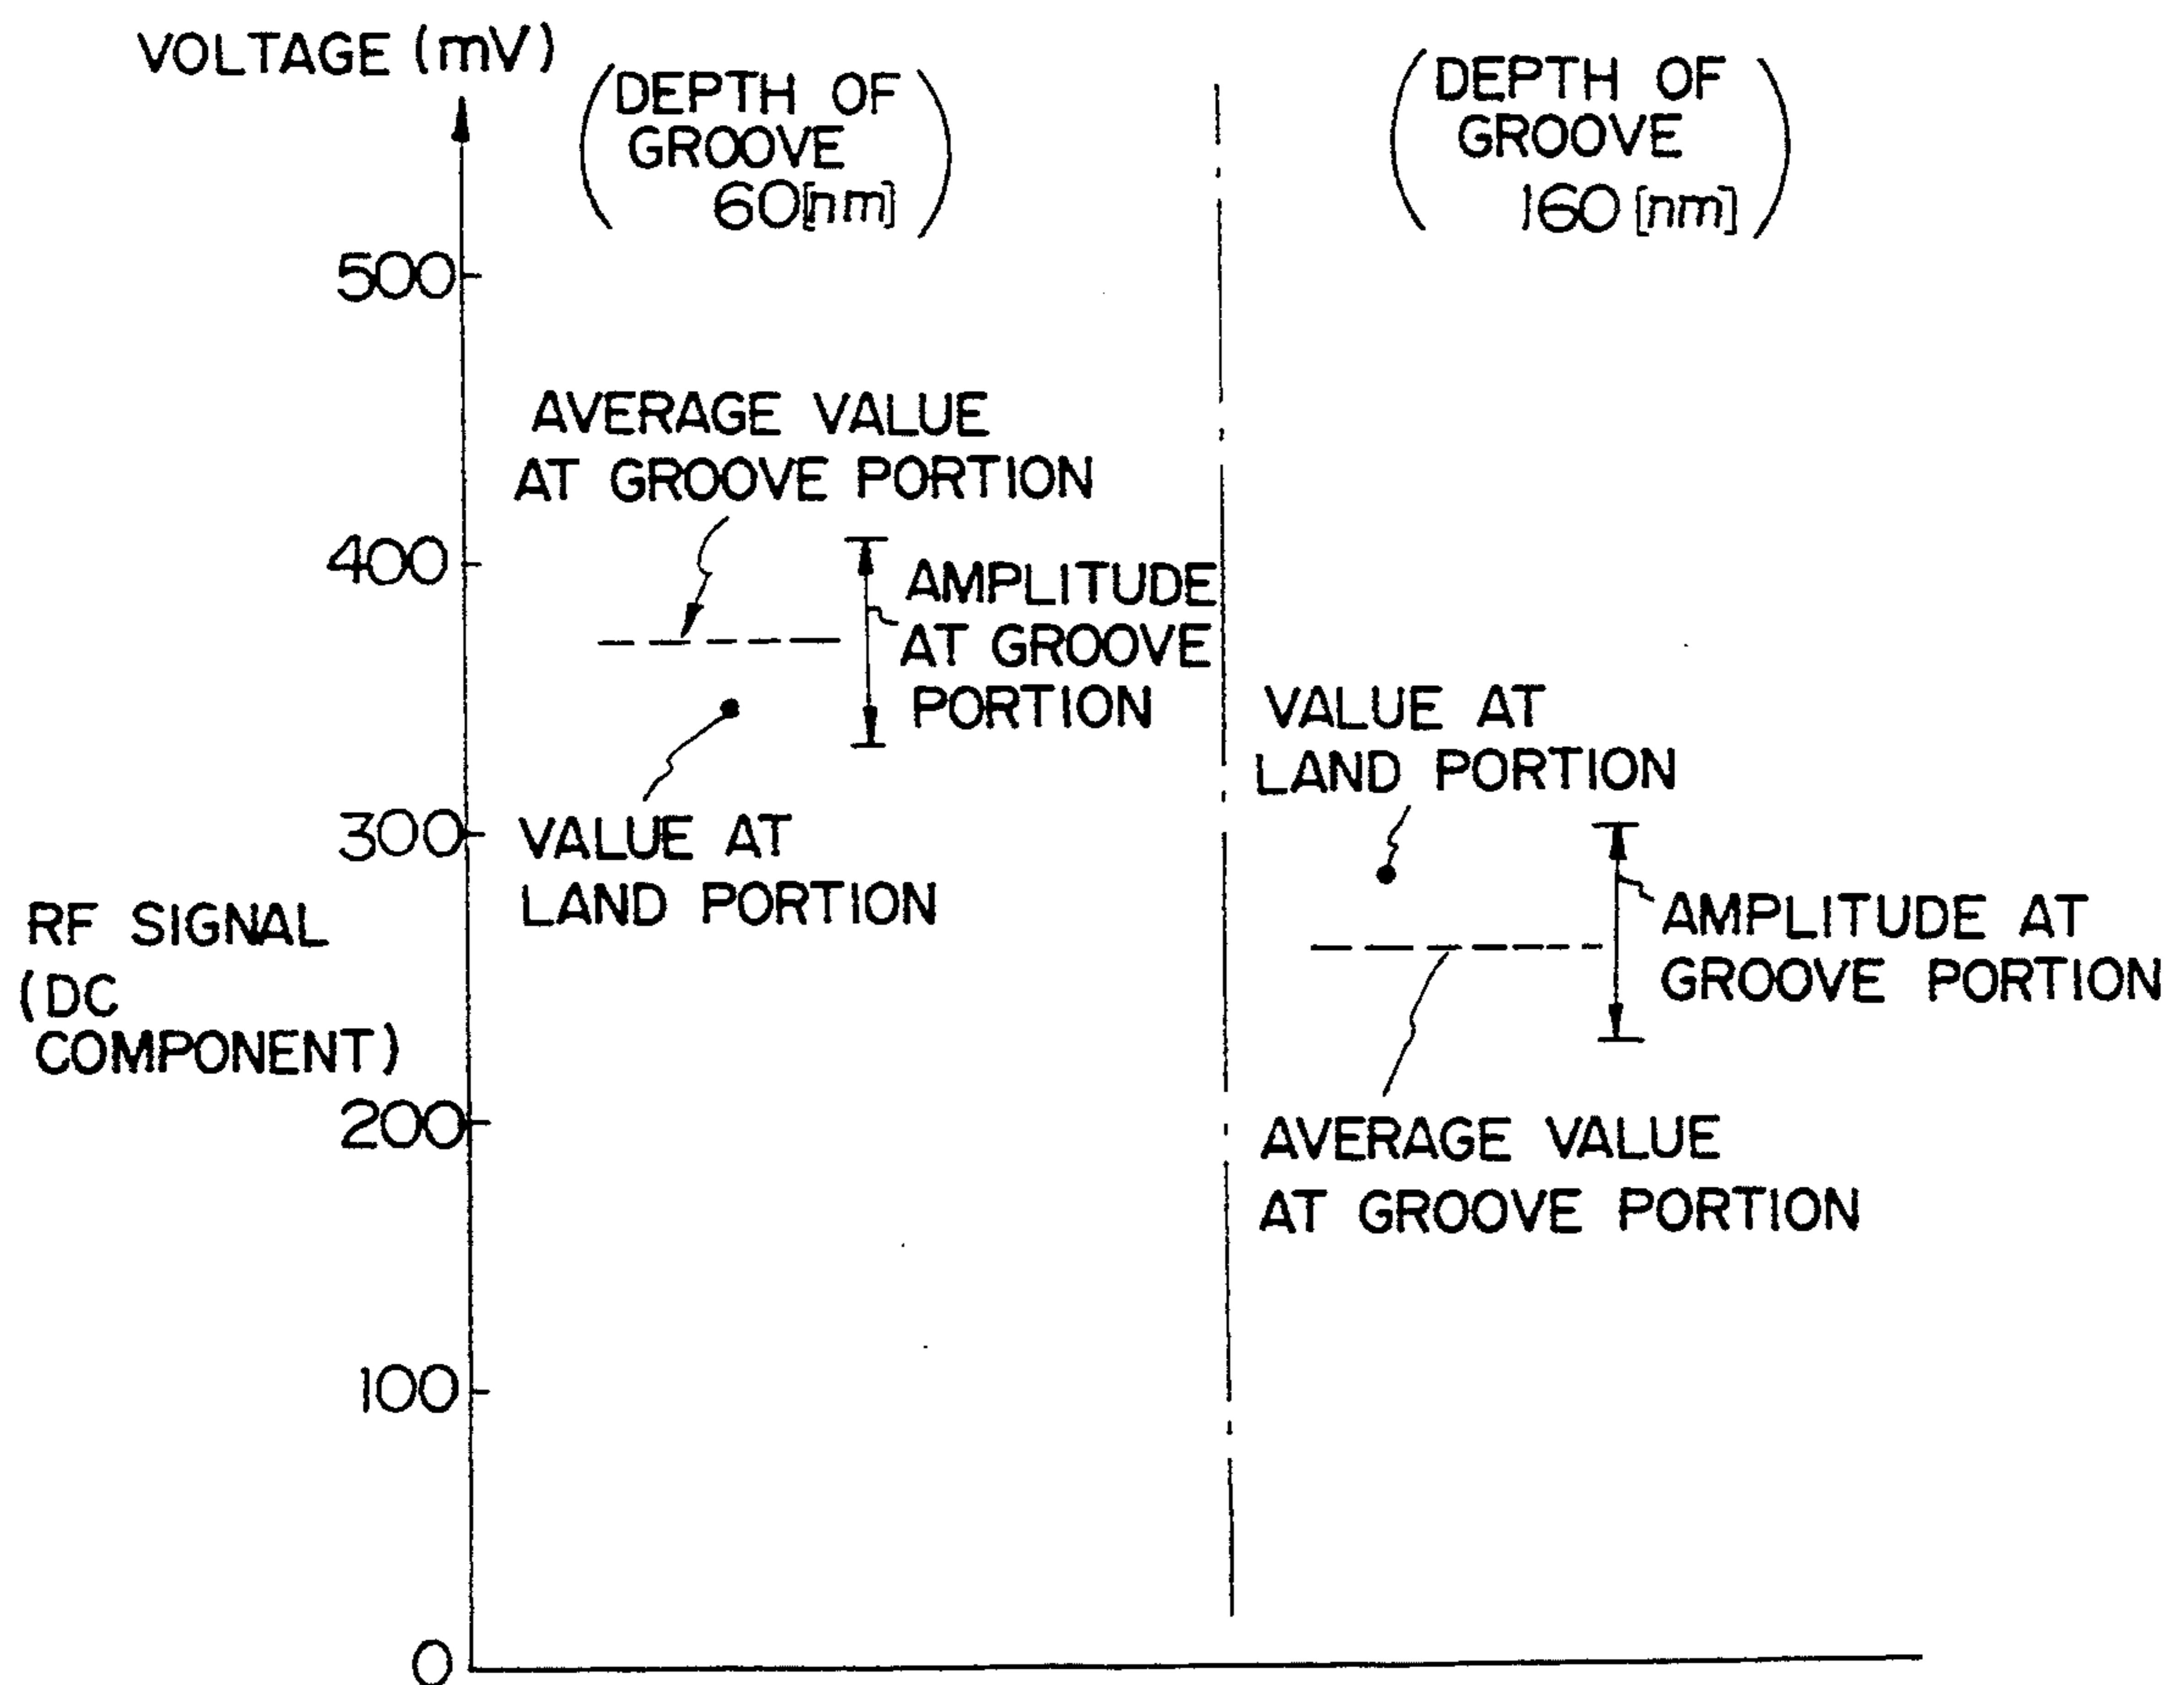 VOLTAGE (mV)
(DEPTH OF
GROOVE
60[nm])
(DEPTH OF
GROOVE
160 [nm])
500
AVERAGE VALUE
AT GROOVE PORTION
400
AMPLITUDE
AT GROOVE
PORTION
VALUE AT
LAND PORTION
300
VALUE AT
LAND PORTION
RF SIGNAL
(DC
COMPONENT)
AMPLITUDE AT
GROOVE PORTION
200
AVERAGE VALUE
AT GROOVE PORTION
100
0